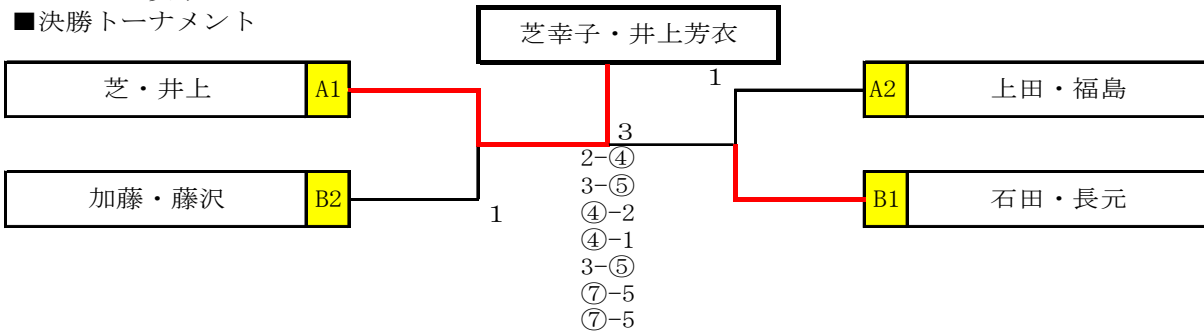 ■決勝トーナメント
芝幸子・井上芳衣
芝・井上 A1
1
A2 上田・福島
3
2-④
3-⑤
加藤・藤沢 B2
1
④-2
④-1
3-⑤
⑦-5
⑦-5
B1 石田・長元